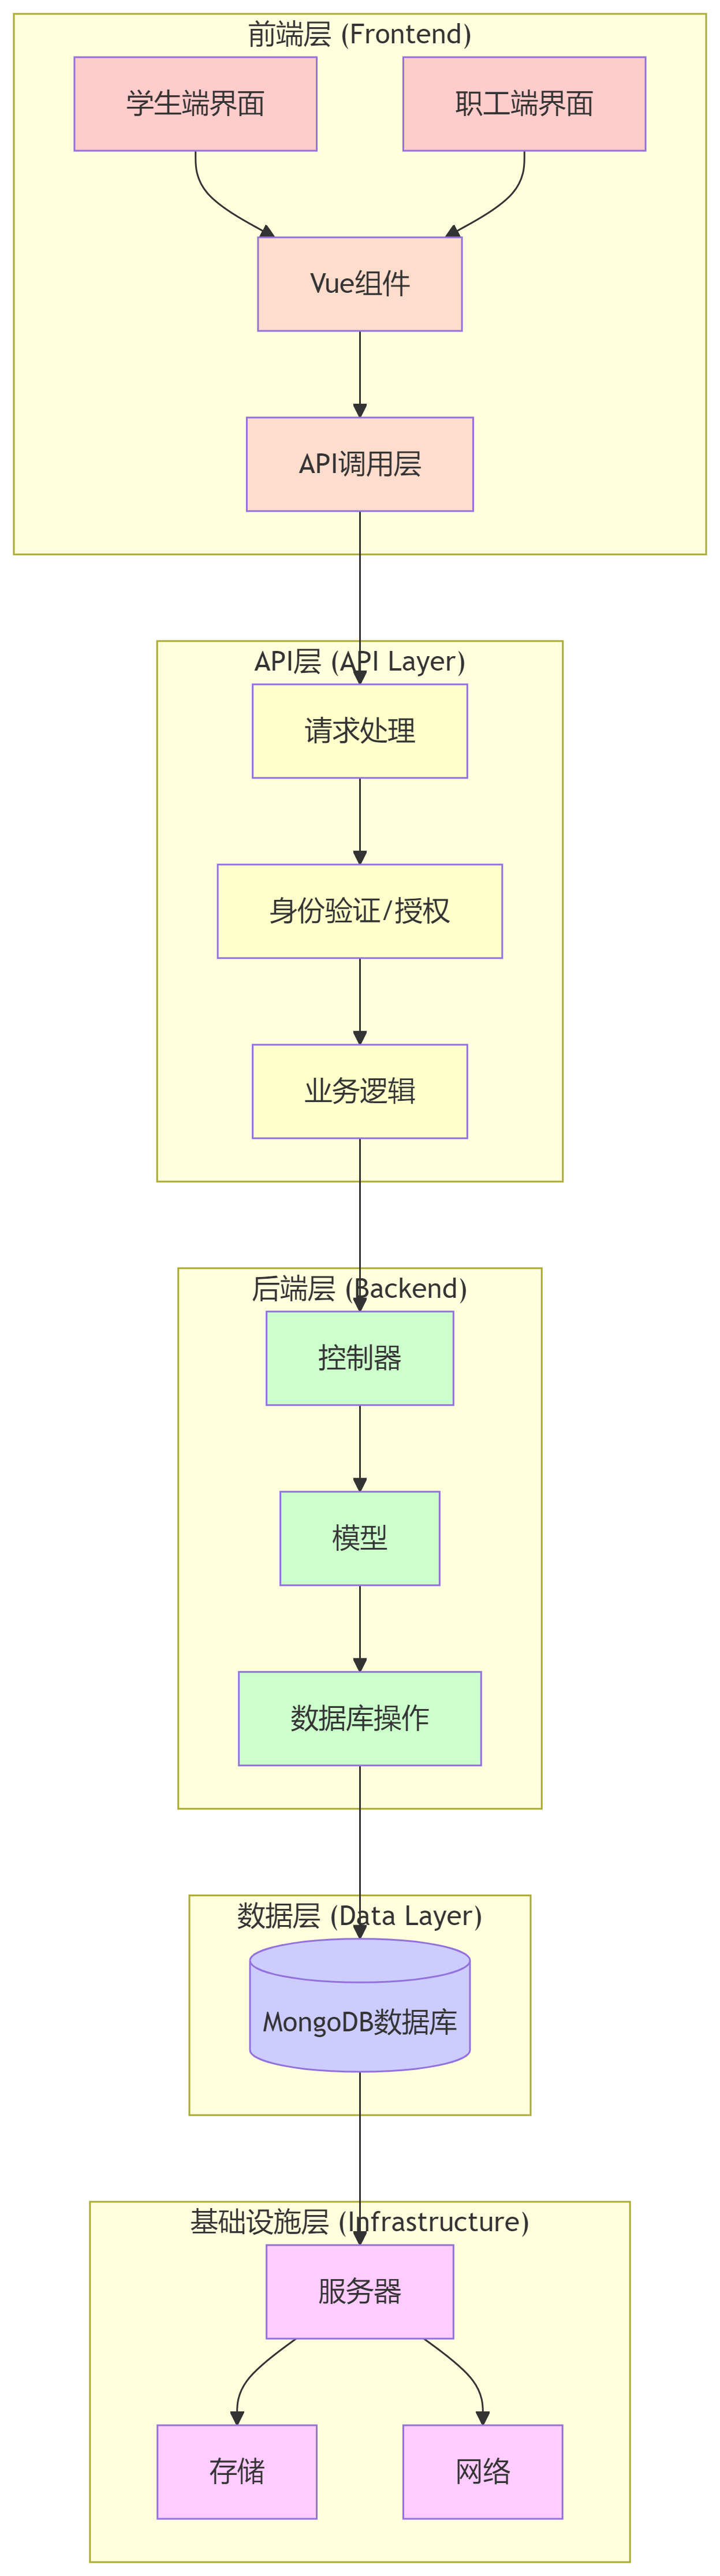 前端层 (Frontend)
学生端界面
职工端界面
Vue组件
API调用层
API层 (API Layer)
请求处理
身份验证/授权
业务逻辑
后端层 (Backend)
控制器
模型
数据库操作
数据层 (Data Layer)
MongoDB数据库
基础设施层 (Infrastructure)
服务器
存储
网络